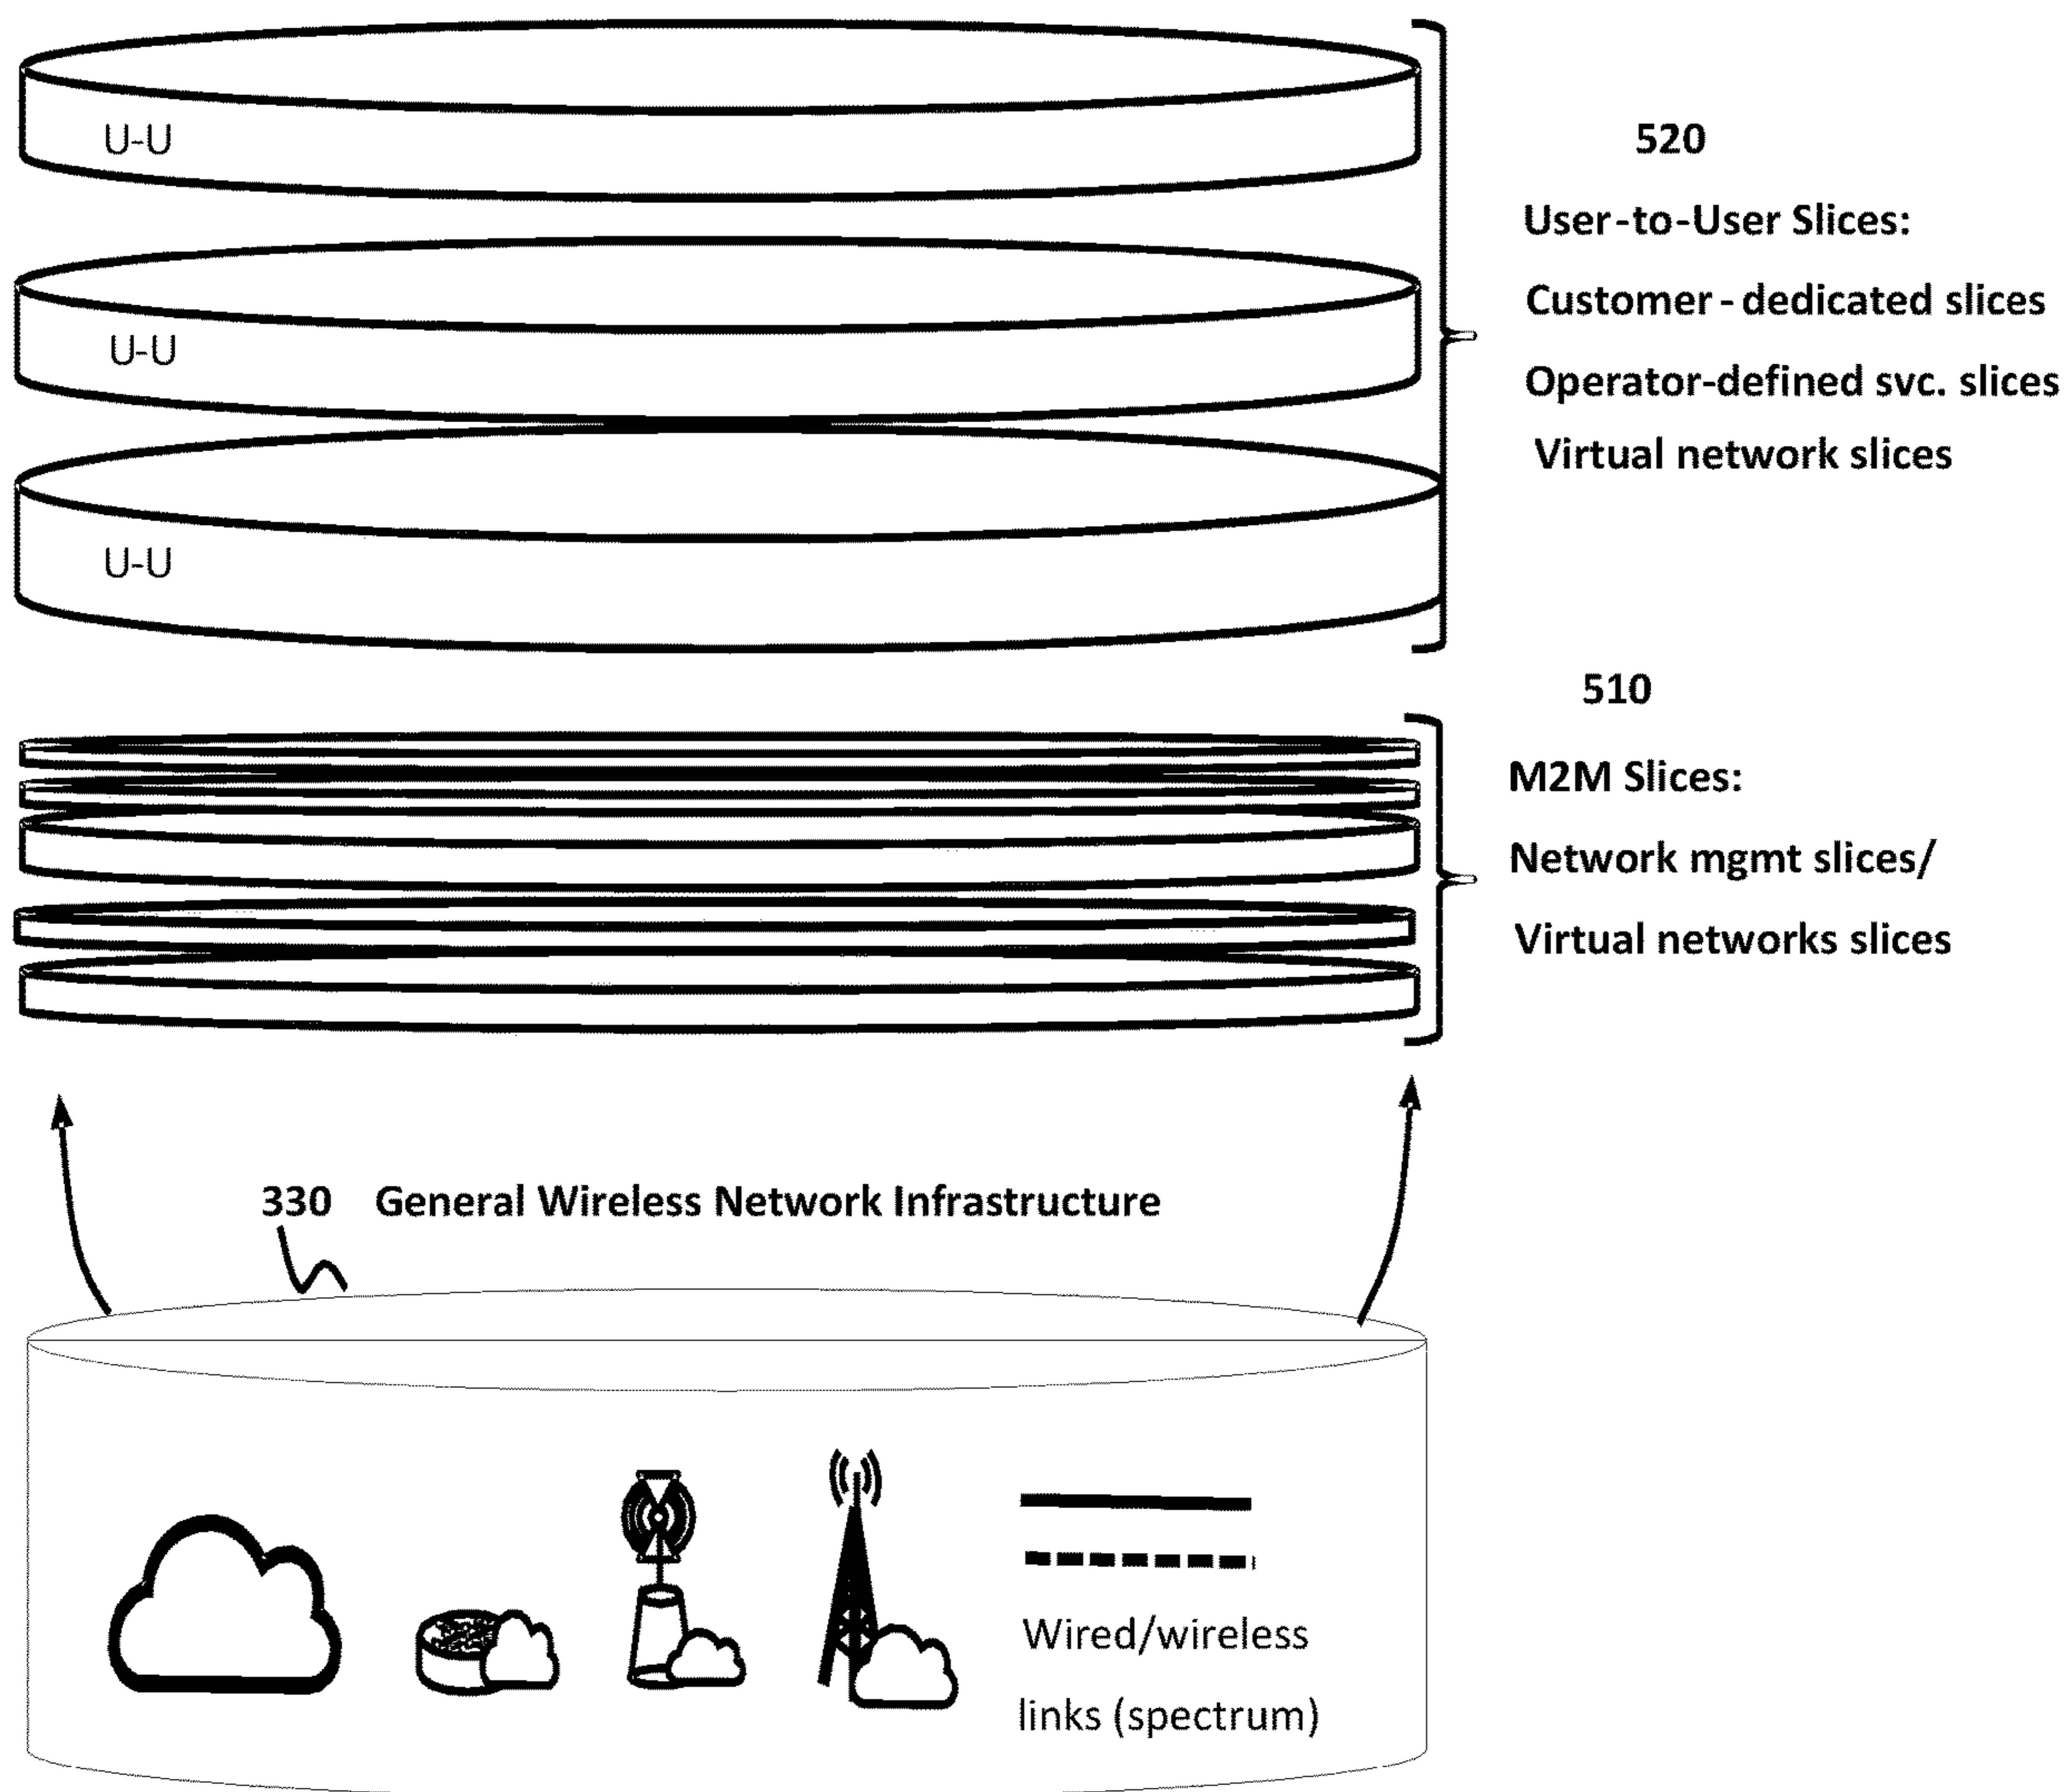 U-U
U-U
U-U
520
User-to-User Slices:
Customer-dedicated slices
Operator-defined svc. slices
Virtual network slices
510
M2M Slices:
Network mgmt slices/
Virtual networks slices
330 General Wireless Network Infrastructure
Wired/wireless
links (spectrum)